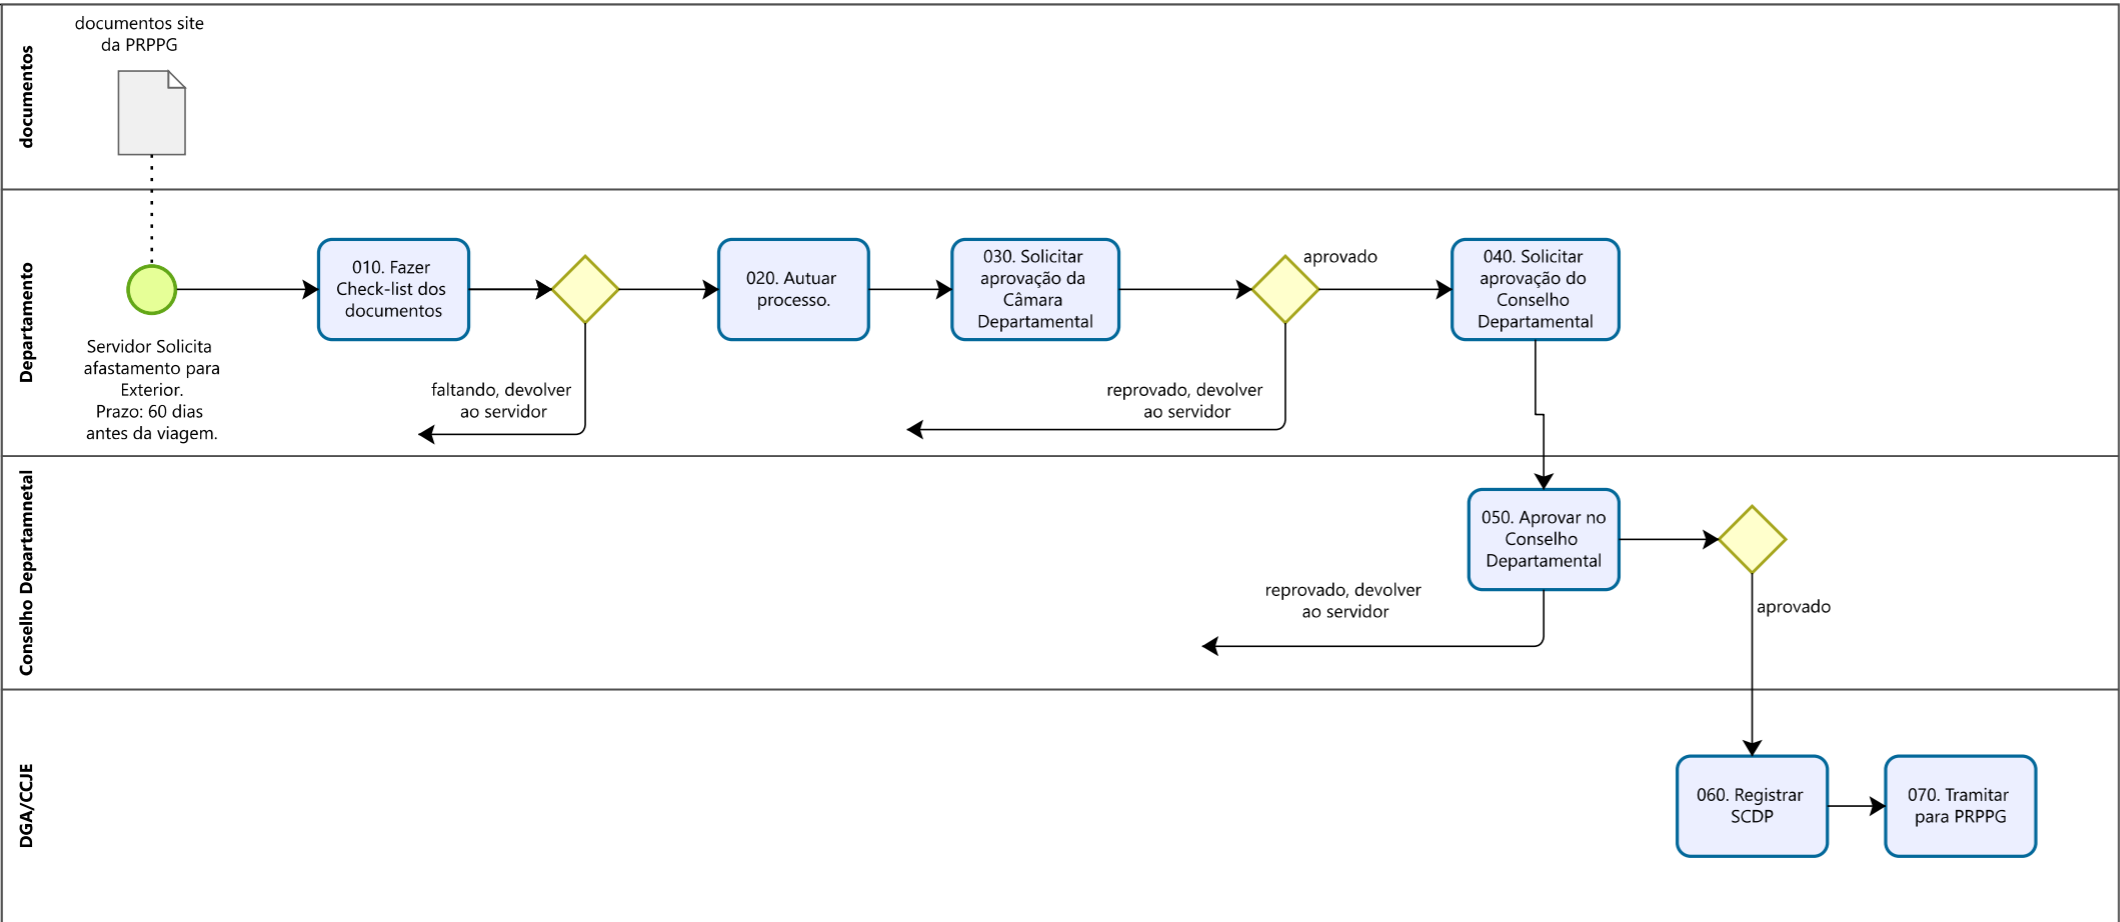 documentos site
da PRPPG
documentos
Departamento
Servidor Solicita
afastamento para
Exterior.
Prazo: 60 dias
antes da viagem.
010. Fazer
Check-list dos
documentos
faltando, devolver
ao servidor
020. Autuar
processo.
030. Solicitar
aprovação da
Câmara
Departamental
reprovado, devolver
ao servidor
aprovado
040. Solicitar
aprovação do
Conselho
Departamental
Conselho Departamnetal
050. Aprovar no
Conselho
Departamental
reprovado, devolver
ao servidor
aprovado
DGA/CCJE
060. Registrar
SCDP
070. Tramitar
para PRPPG